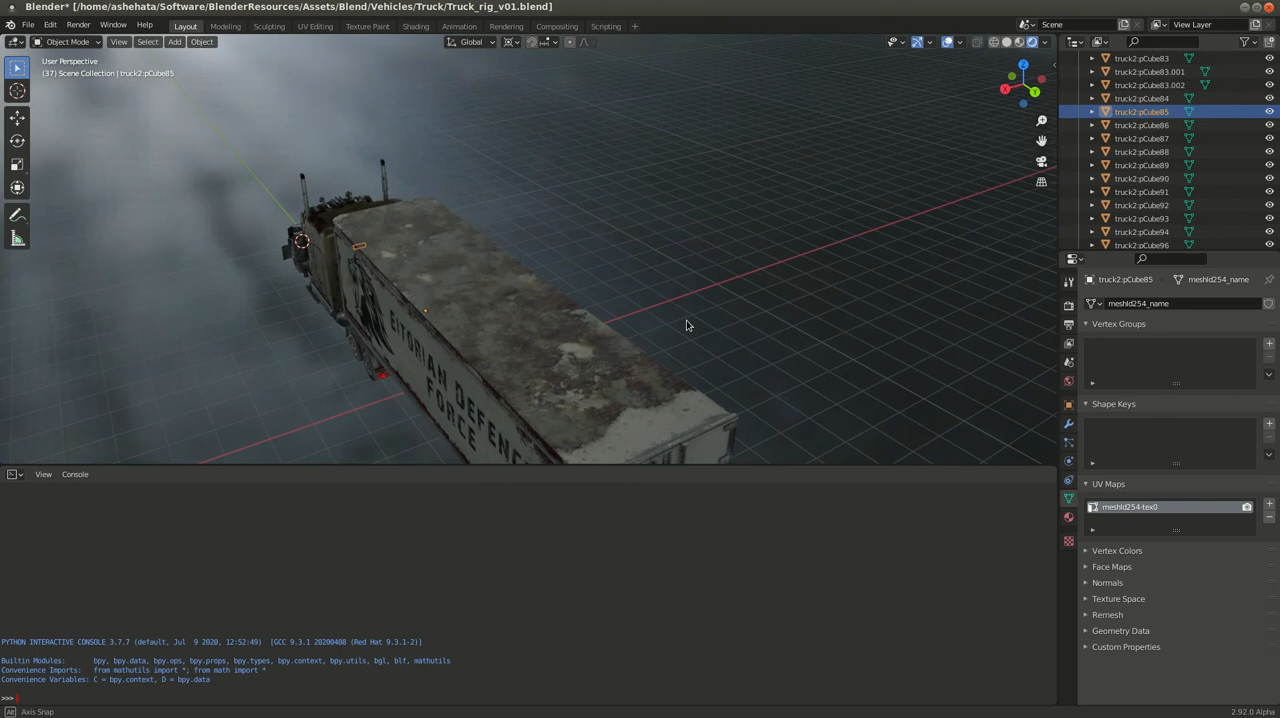 Blender* [/home/ashehata/Software/BlenderResources/Assets/Blend/Vehicles/Truck/Truck_rig_v01.blend]
File Edit Render Window Help Layout Modeling Sculpting UV Editing Texture Paint Shading Animation Rendering Compositing Scripting + Scene View Layer
Object Mode View Select Add Object Global
User Perspective
(37) Scene Collection | truck2:pCube85
Z
X
Y
EITORIAN DEFENC
FORCE
truck2:pCube83
truck2:pCube83.001
truck2:pCube83.002
truck2:pCube84
truck2:pCube85
truck2:pCube86
truck2:pCube87
truck2:pCube88
truck2:pCube89
truck2:pCube90
truck2:pCube91
truck2:pCube92
truck2:pCube93
truck2:pCube94
truck2:pCube96
truck2:pCube85 meshId254_name
meshId254_name
Vertex Groups
Shape Keys
UV Maps
meshId254-tex0
Vertex Colors
Face Maps
Normals
Texture Space
Remesh
Geometry Data
Custom Properties
View Console
PYTHON INTERACTIVE CONSOLE 3.7.7 (default, Jul  9 2020, 12:52:49)  [GCC 9.3.1 20200408 (Red Hat 9.3.1-2)]
Builtin Modules:       bpy, bpy.data, bpy.ops, bpy.props, bpy.types, bpy.context, bpy.utils, bgl, blf, mathutils
Convenience Imports:   from mathutils import *; from math import *
Convenience Variables: C = bpy.context, D = bpy.data
>>>
Alt Axis Snap 2.92.0 Alpha